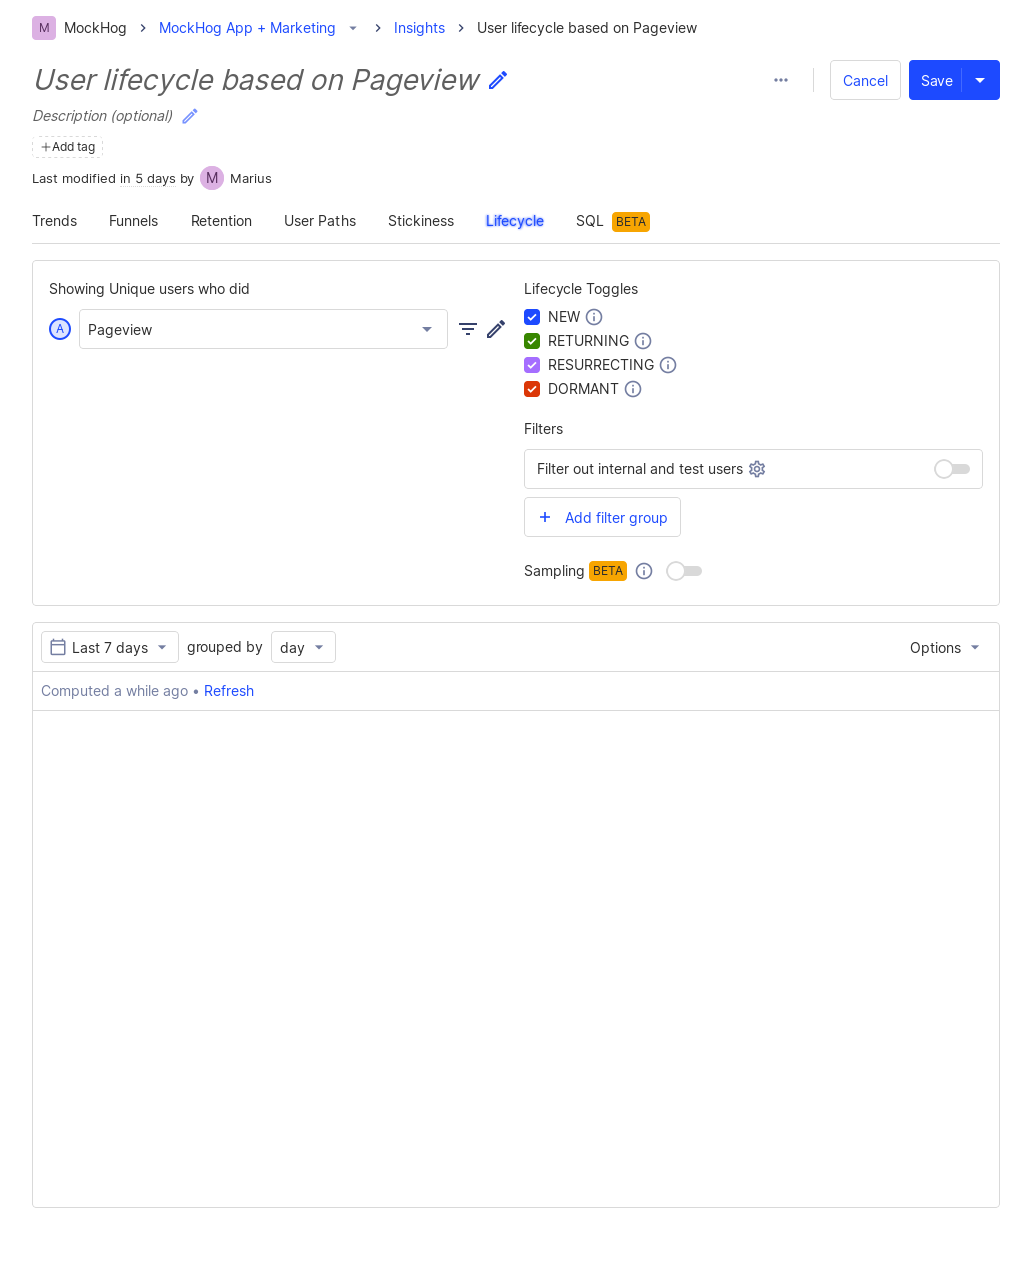 M MockHog MockHog App + Marketing Insights User lifecycle based on Pageview
User lifecycle based on Pageview
Cancel Save
Description (optional)
+Add tag
Last modified in 5 days by M Marius
Trends Funnels Retention User Paths Stickiness Lifecycle SQL BETA
Showing Unique users who did
A Pageview
Lifecycle Toggles
NEW
RETURNING
RESURRECTING
DORMANT
Filters
Filter out internal and test users
+ Add filter group
Sampling BETA
Last 7 days grouped by day Options
Computed a while ago • Refresh